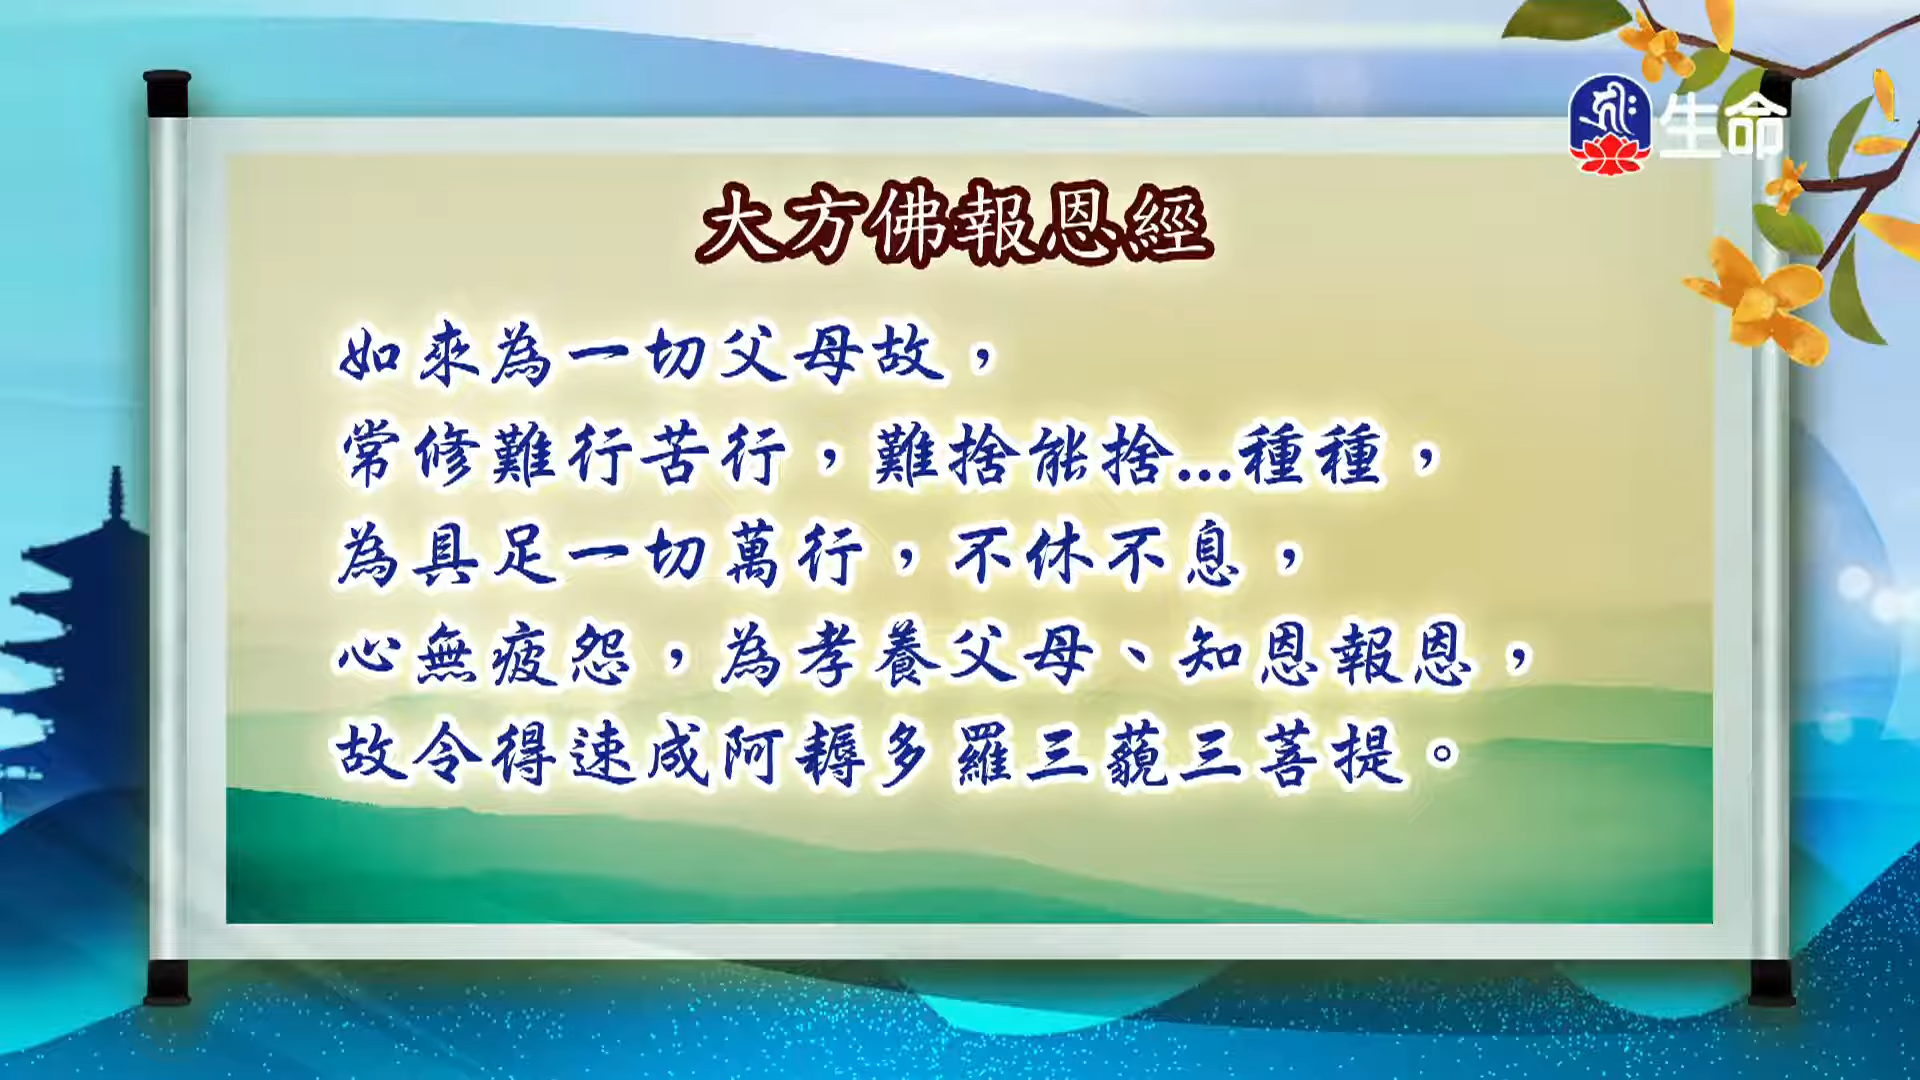 生命
大方佛報恩經
如來為一切父母故，
常修難行苦行，難捨能捨...種種，
為具足一切萬行，不休不息，
心無疲怨，為孝養父母、知恩報恩，
故令得速成阿耨多羅三藐三菩提。